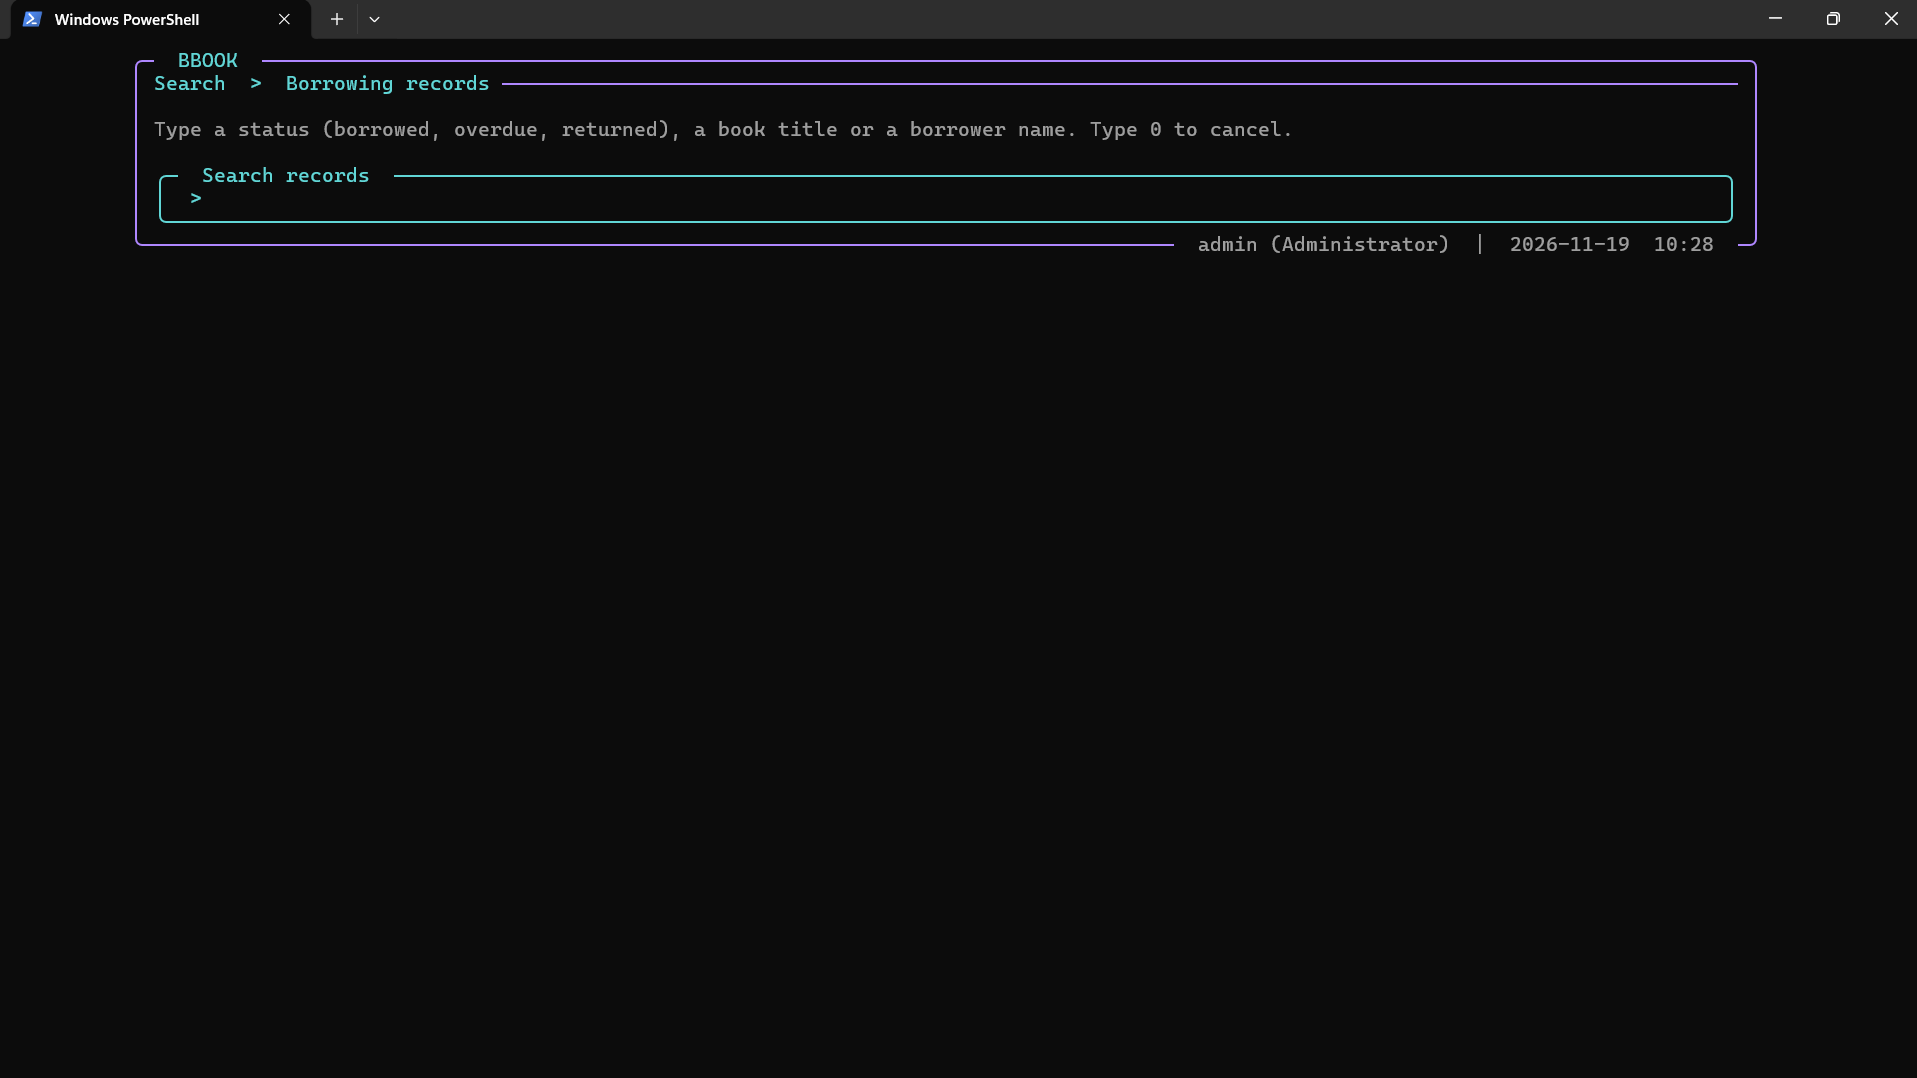 Windows PowerShell
BBOOK
Search > Borrowing records
Type a status (borrowed, overdue, returned), a book title or a borrower name. Type 0 to cancel.
Search records
>
admin (Administrator) | 2026-11-19 10:28